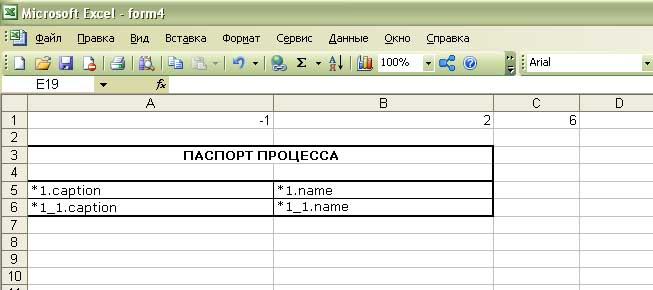 Microsoft Excel - form4
Файл Правка Вид Вставка Формат Сервис Данные Окно Справка
100% Arial
E19 fx
A B C D
1 -1 2 6
2
3 ПАСПОРТ ПРОЦЕССА
4
5 *1.caption *1.name
6 *1_1.caption *1_1.name
7
8
9
10